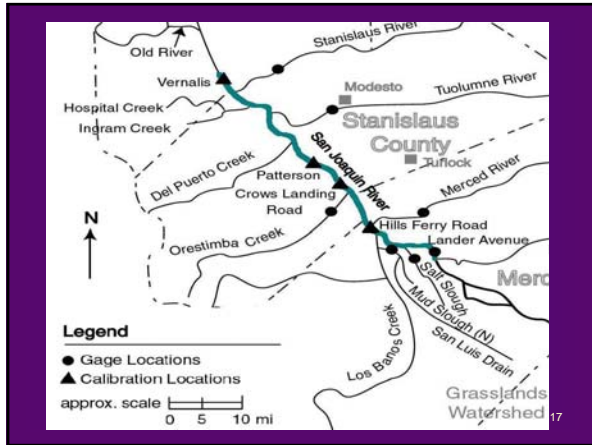 Old River
Stanislaus River
Vernalis
Modesto
Tuolumne River
Hospital Creek
Ingram Creek
Stanislaus
County
San Joaquin River
Turlock
Del Puerto Creek
Patterson
Crows Landing
Road
Merced River
N
Orestimba Creek
Hills Ferry Road
Lander Avenue
Salt Slough
Merc
Mud Slough (N)
San Luis Drain
Los Banos Creek
Legend
Gage Locations
Calibration Locations
approx. scale
0 5 10 mi
Grasslands
Watershed
17